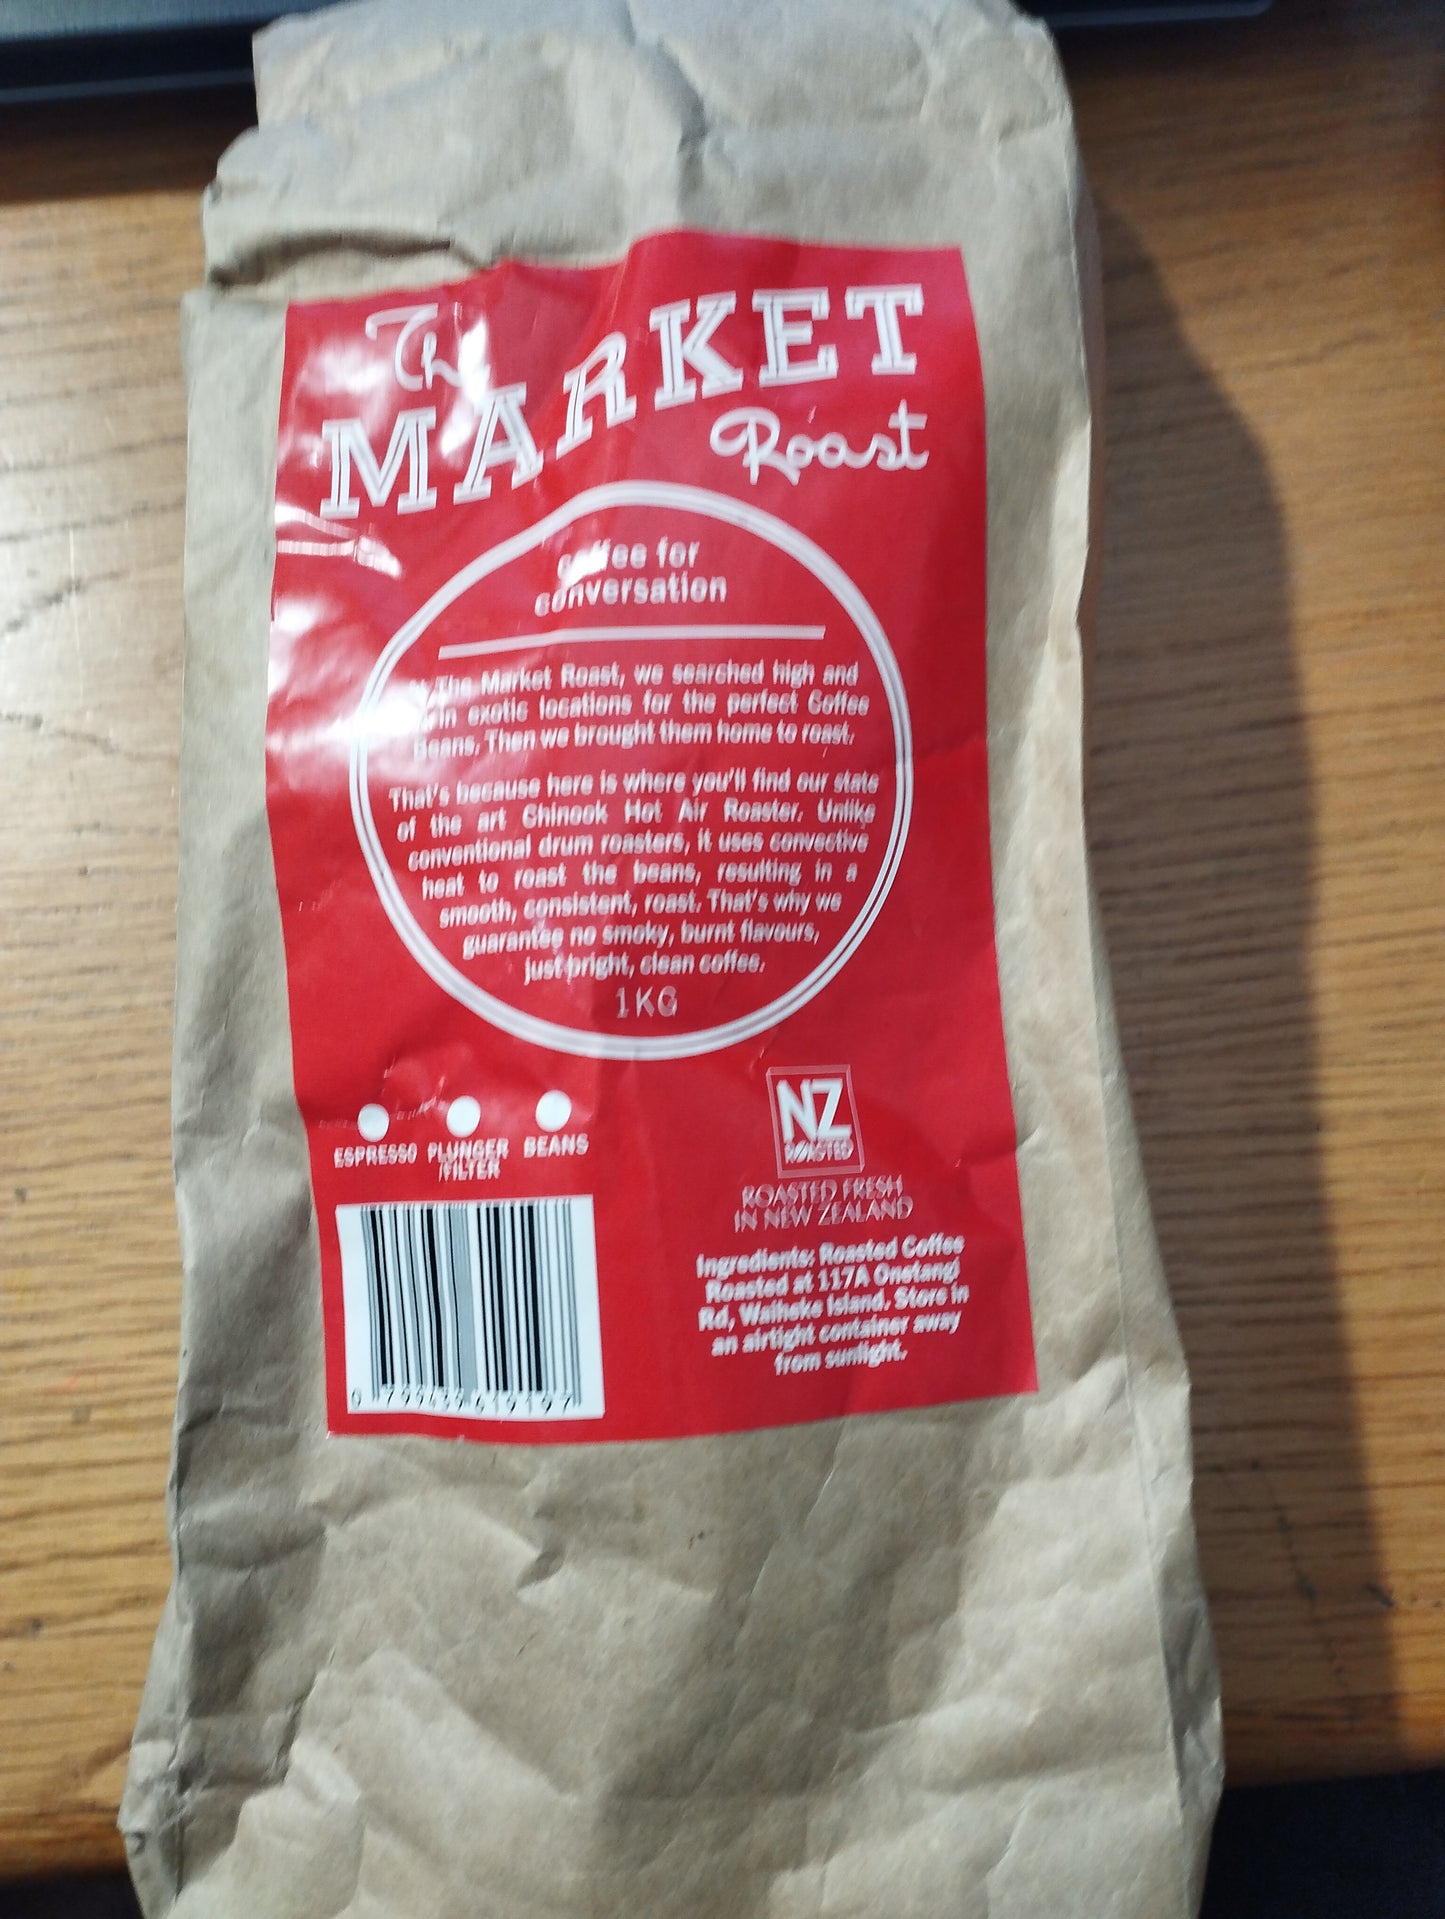 The
MARKET
Roast
coffee for
conversation
The Market Roast, we searched high and
in exotic locations for the perfect Coffee
Beans. Then we brought them home to roast.
That's because here is where you'll find our state
of the art Chinook Hot Air Roaster. Unlike
conventional drum roasters, it uses convective
heat to roast the beans, resulting in a
smooth, consistent, roast. That's why we
guarantee no smoky, burnt flavours,
just bright, clean coffee.
1KG
ESPRESSO PLUNGER BEANS
/FILTER
NZ
ROASTED
ROASTED FRESH
IN NEW ZEALAND
Ingredients: Roasted Coffee
Roasted at 117A Onetangi
Rd, Waiheke Island. Store in
an airtight container away
from sunlight.